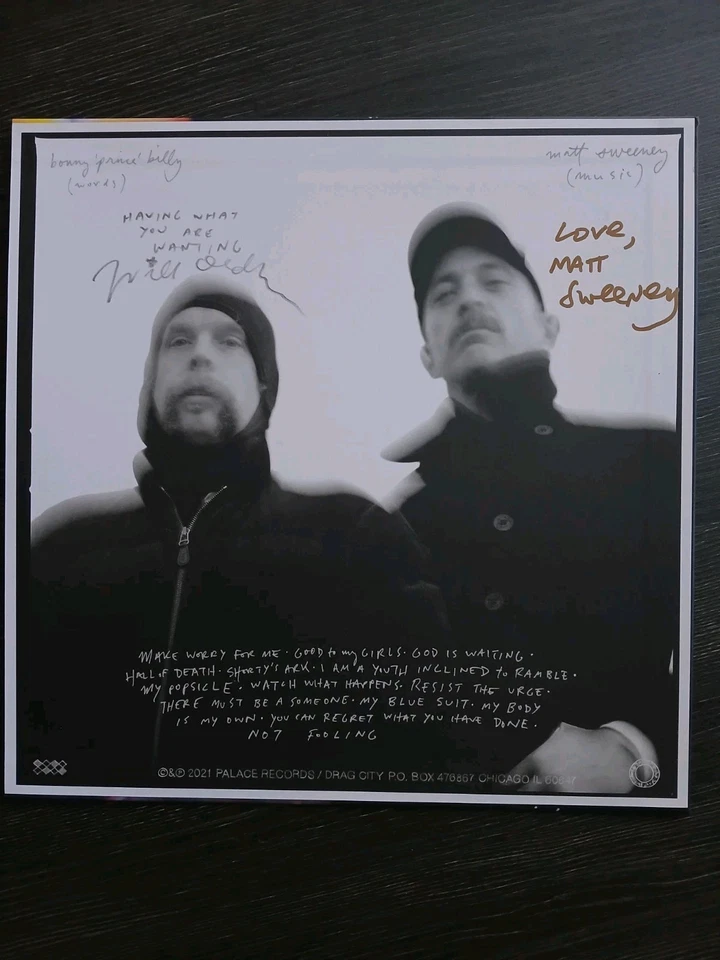 bonny 'prince' billy
(words)
matt sweeney
(music)
HAVING WHAT
YOU ARE
WANTING
Will Oldh
Love,
MATT
Sweeney
MAKE WORRY FOR ME · GOOD to my GIRLS · GOD IS WAITING ·
HALL OF DEATH · SHORTY'S ARK · I AM A YOUTH INCLINED TO RAMBLE ·
MY POPSICLE · WATCH WHAT HAPPENS · RESIST THE URGE ·
THERE MUST BE A SOMEONE · MY BLUE SUIT · MY BODY
IS MY OWN · YOU CAN REGRET WHAT YOU HAVE DONE ·
NOT FOOLING
©&℗ 2021 PALACE RECORDS / DRAG CITY P.O. BOX 476867 CHICAGO IL 60647